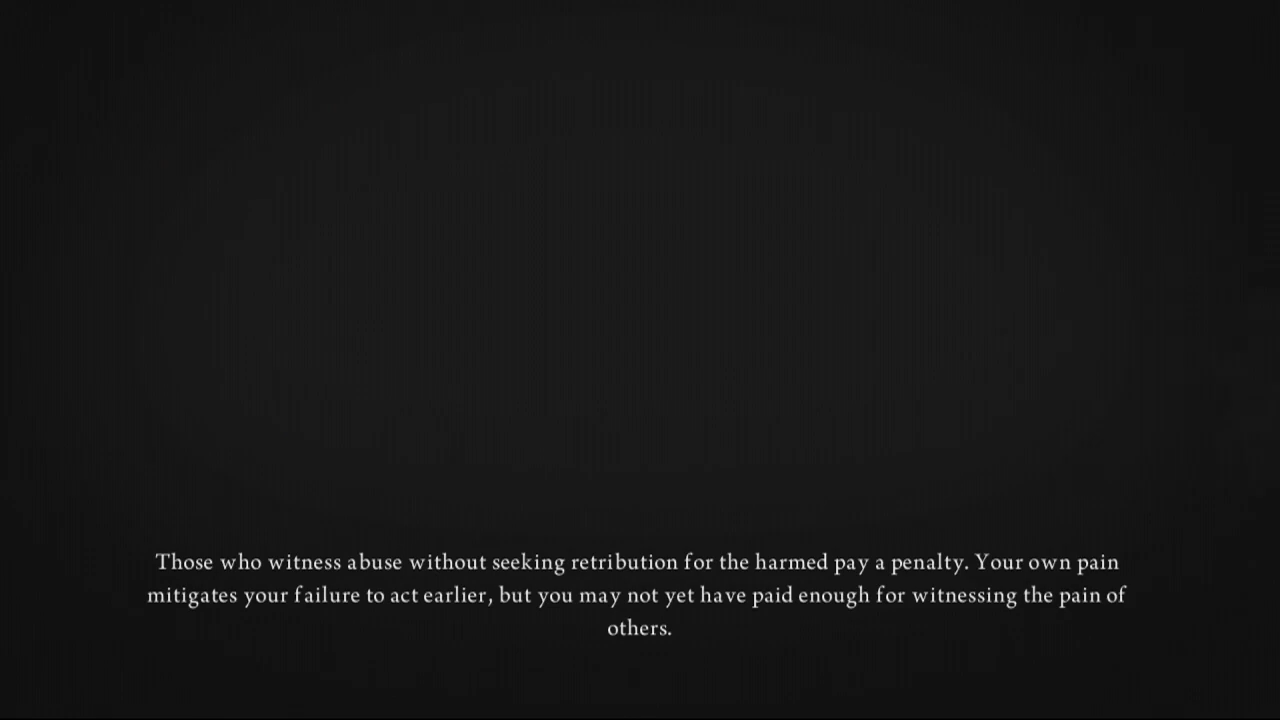 Those who witness abuse without seeking retribution for the harmed pay a penalty. Your own pain
mitigates your failure to act earlier, but you may not yet have paid enough for witnessing the pain of
others.